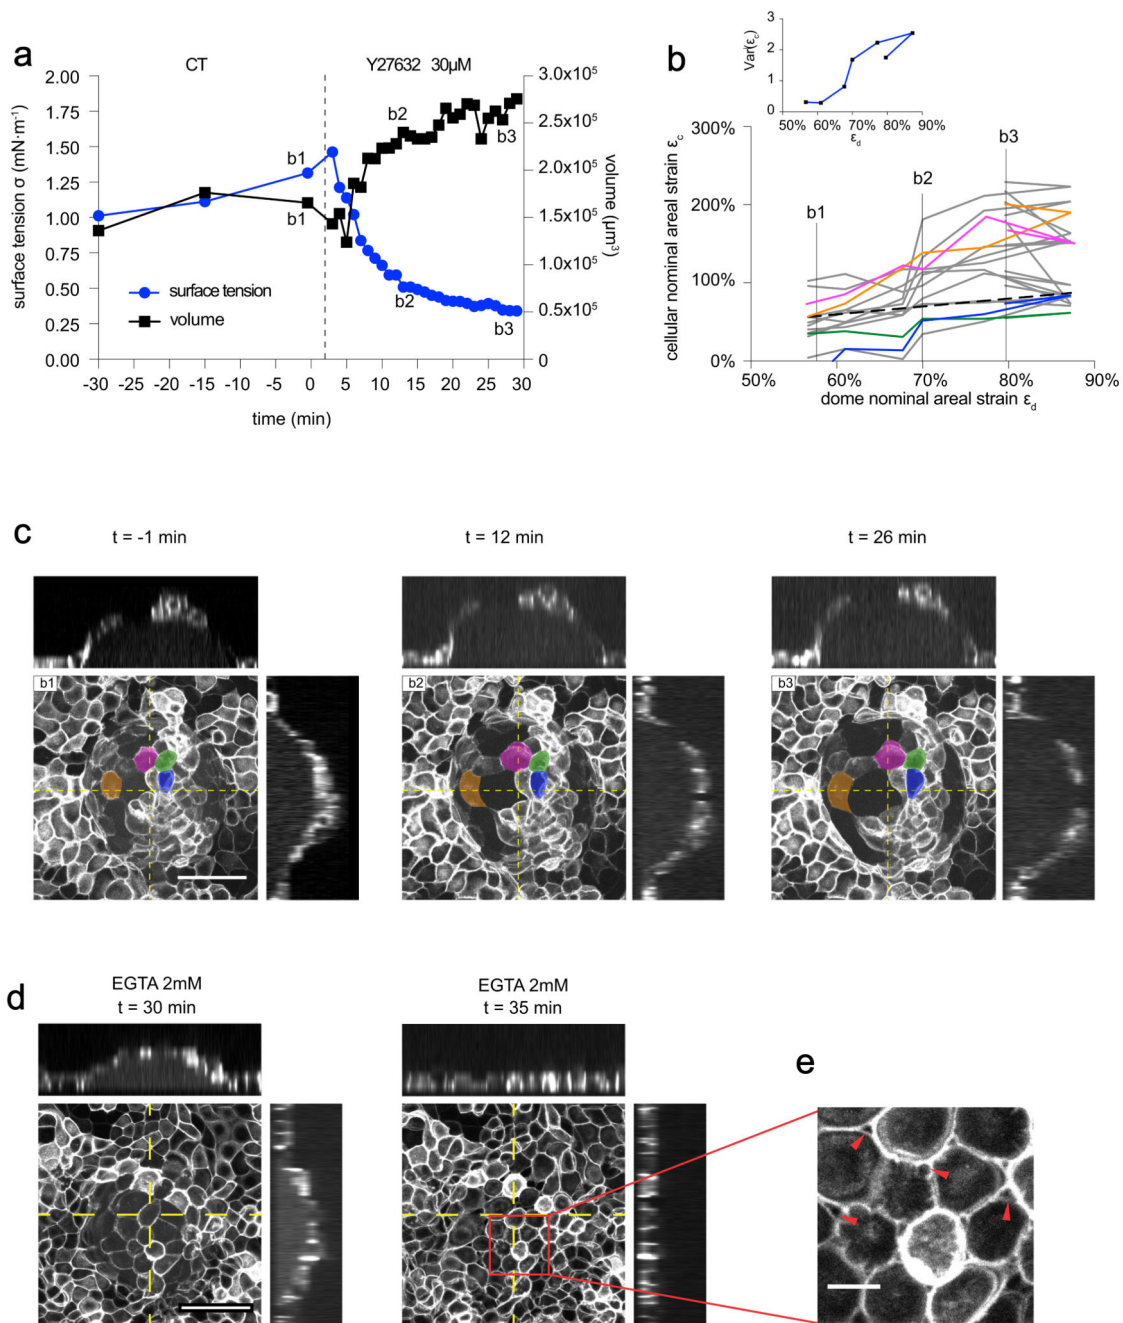 a
CT
Y27632 30µM
surface tension σ (mN·m⁻¹)
2.00
1.75
1.50
1.25
1.00
0.75
0.50
0.25
0.00
b1
b1
b2
b2
b3
b3
surface tension
volume
3.0x10⁵
2.5x10⁵
2.0x10⁵
1.5x10⁵
1.0x10⁵
0.5x10⁵
0
volume (µm³)
-30 -25 -20 -15 -10 -5 0 5 10 15 20 25 30
time (min)
b
Var(ε_c)
3
2
1
0
50% 60% 70% 80% 90%
ε_d
cellular nominal areal strain ε_c
300%
200%
100%
0%
b1
b2
b3
50% 60% 70% 80% 90%
dome nominal areal strain ε_d
c
t = -1 min
t = 12 min
t = 26 min
b1
b2
b3
d
EGTA 2mM
t = 30 min
EGTA 2mM
t = 35 min
e